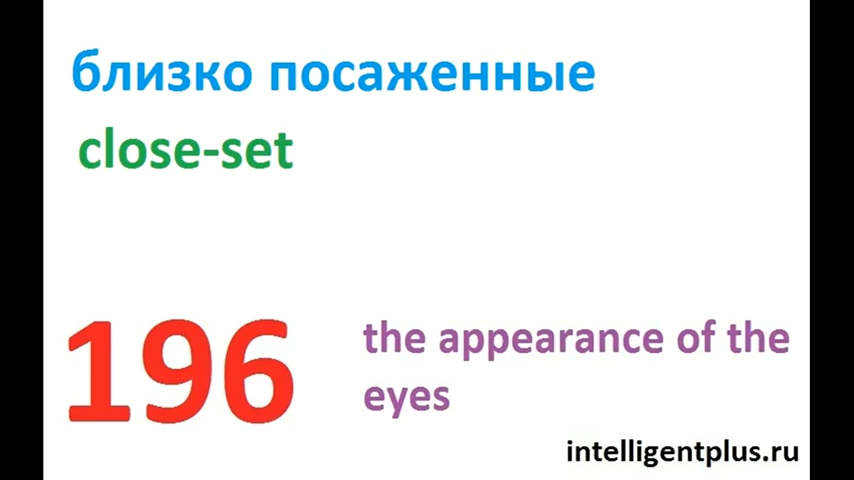 близко посаженные
close-set
196
the appearance of the
eyes
intelligentplus.ru